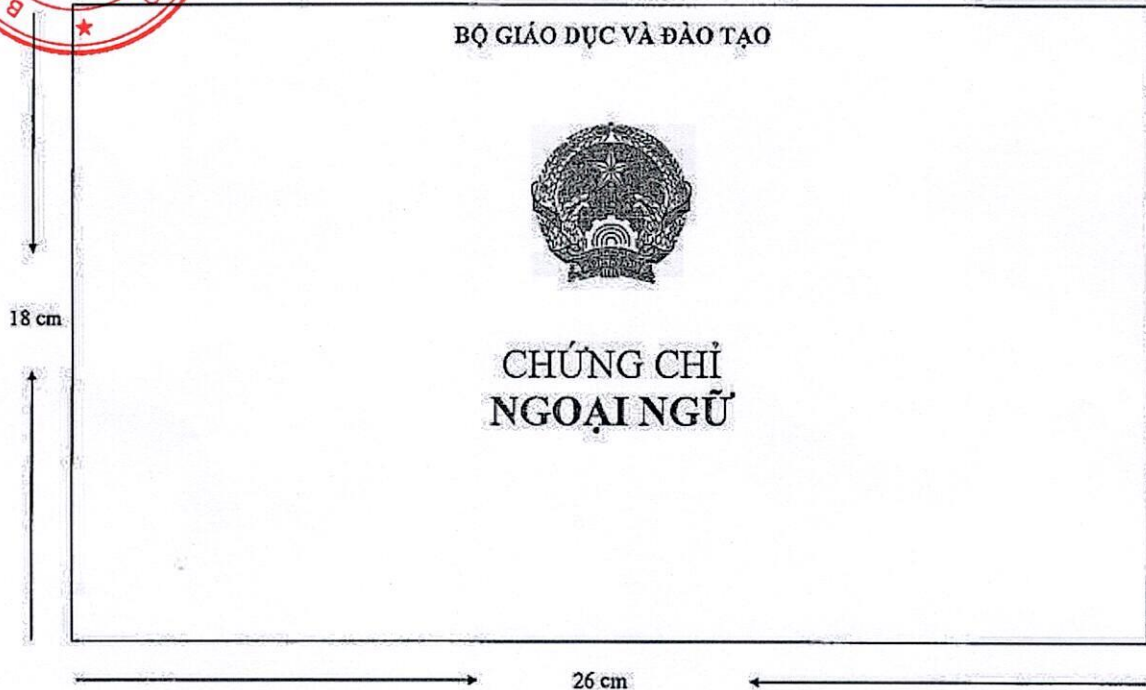 BỘ GIÁO DỤC VÀ ĐÀO TẠO
18 cm
CHỨNG CHỈ
NGOẠI NGỮ
26 cm